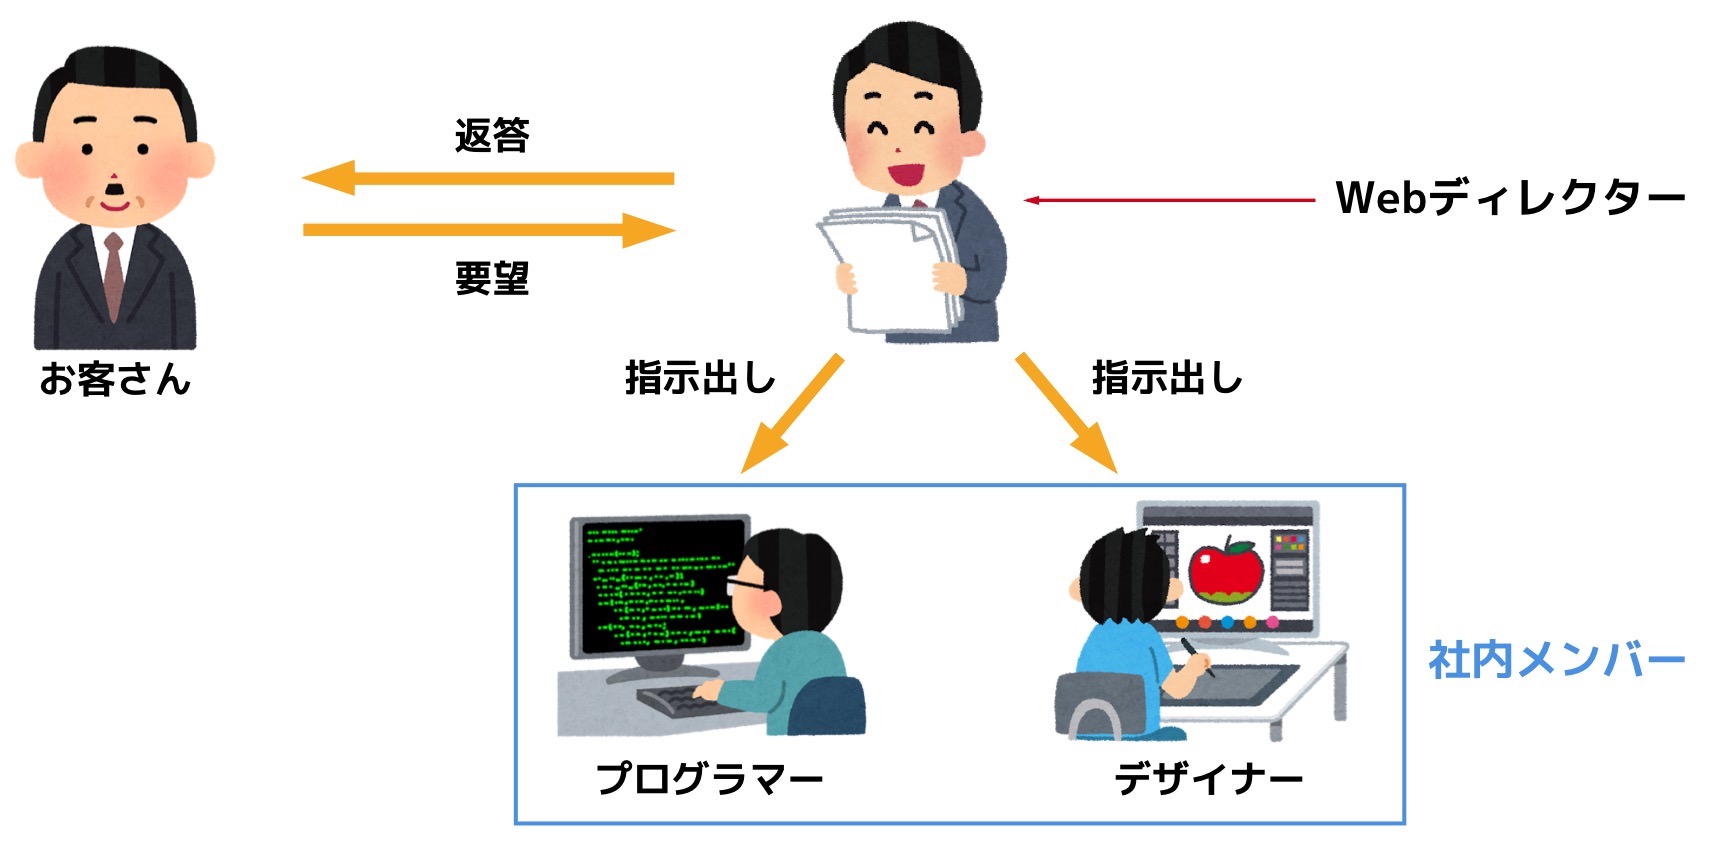 返答
Webディレクター
要望
お客さん
指示出し
指示出し
社内メンバー
プログラマー
デザイナー